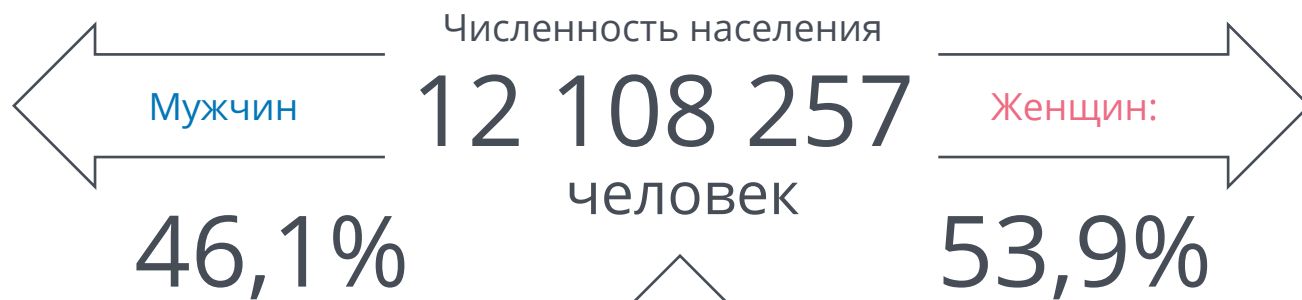 Численность населения
Мужчин
12 108 257
Женщин:
человек
46,1%
53,9%